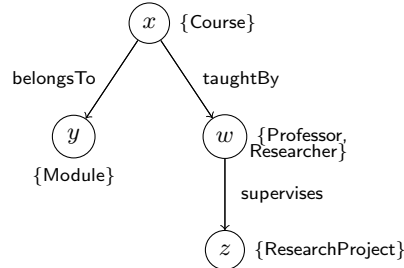 x {Course}
belongsTo
taughtBy
y
w
{Professor,
Researcher}
{Module}
supervises
z {ResearchProject}